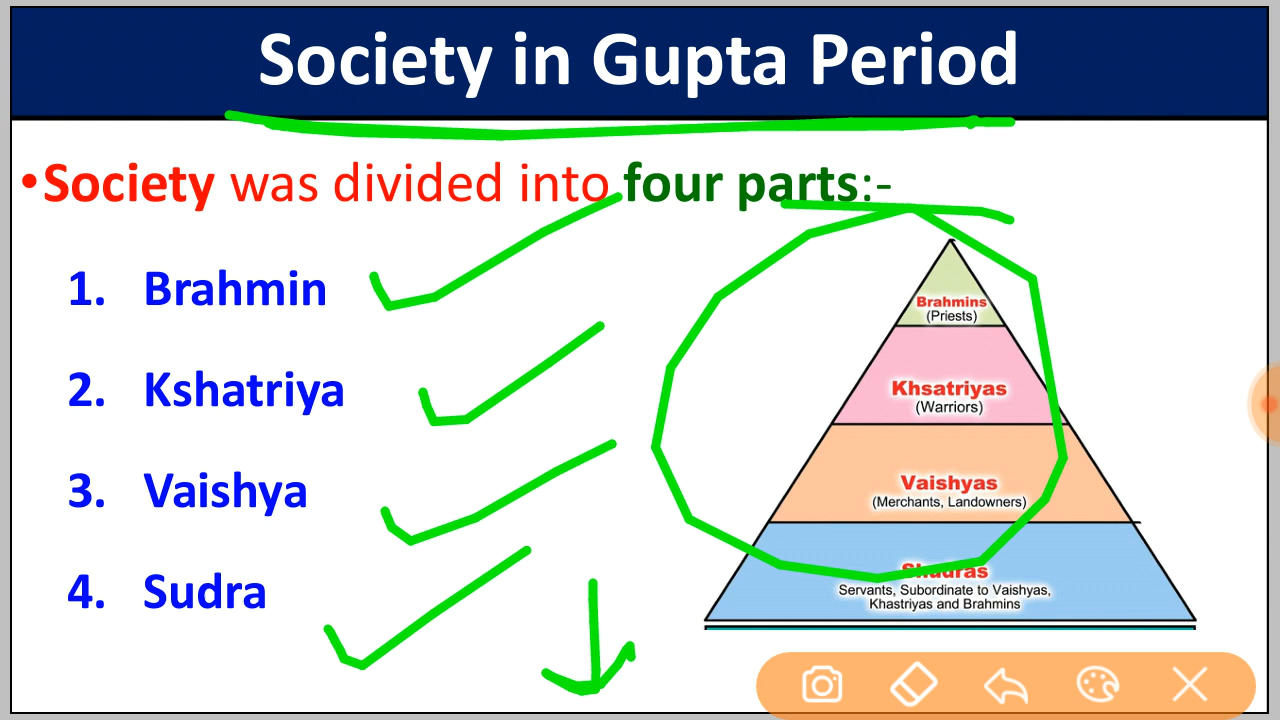 Society in Gupta Period
•Society was divided into four parts:-
1. Brahmin
2. Kshatriya
3. Vaishya
4. Sudra
Brahmins
(Priests)
Khsatriyas
(Warriors)
Vaishyas
(Merchants, Landowners)
Shudras
Servants, Subordinate to Vaishyas,
Khastriyas and Brahmins